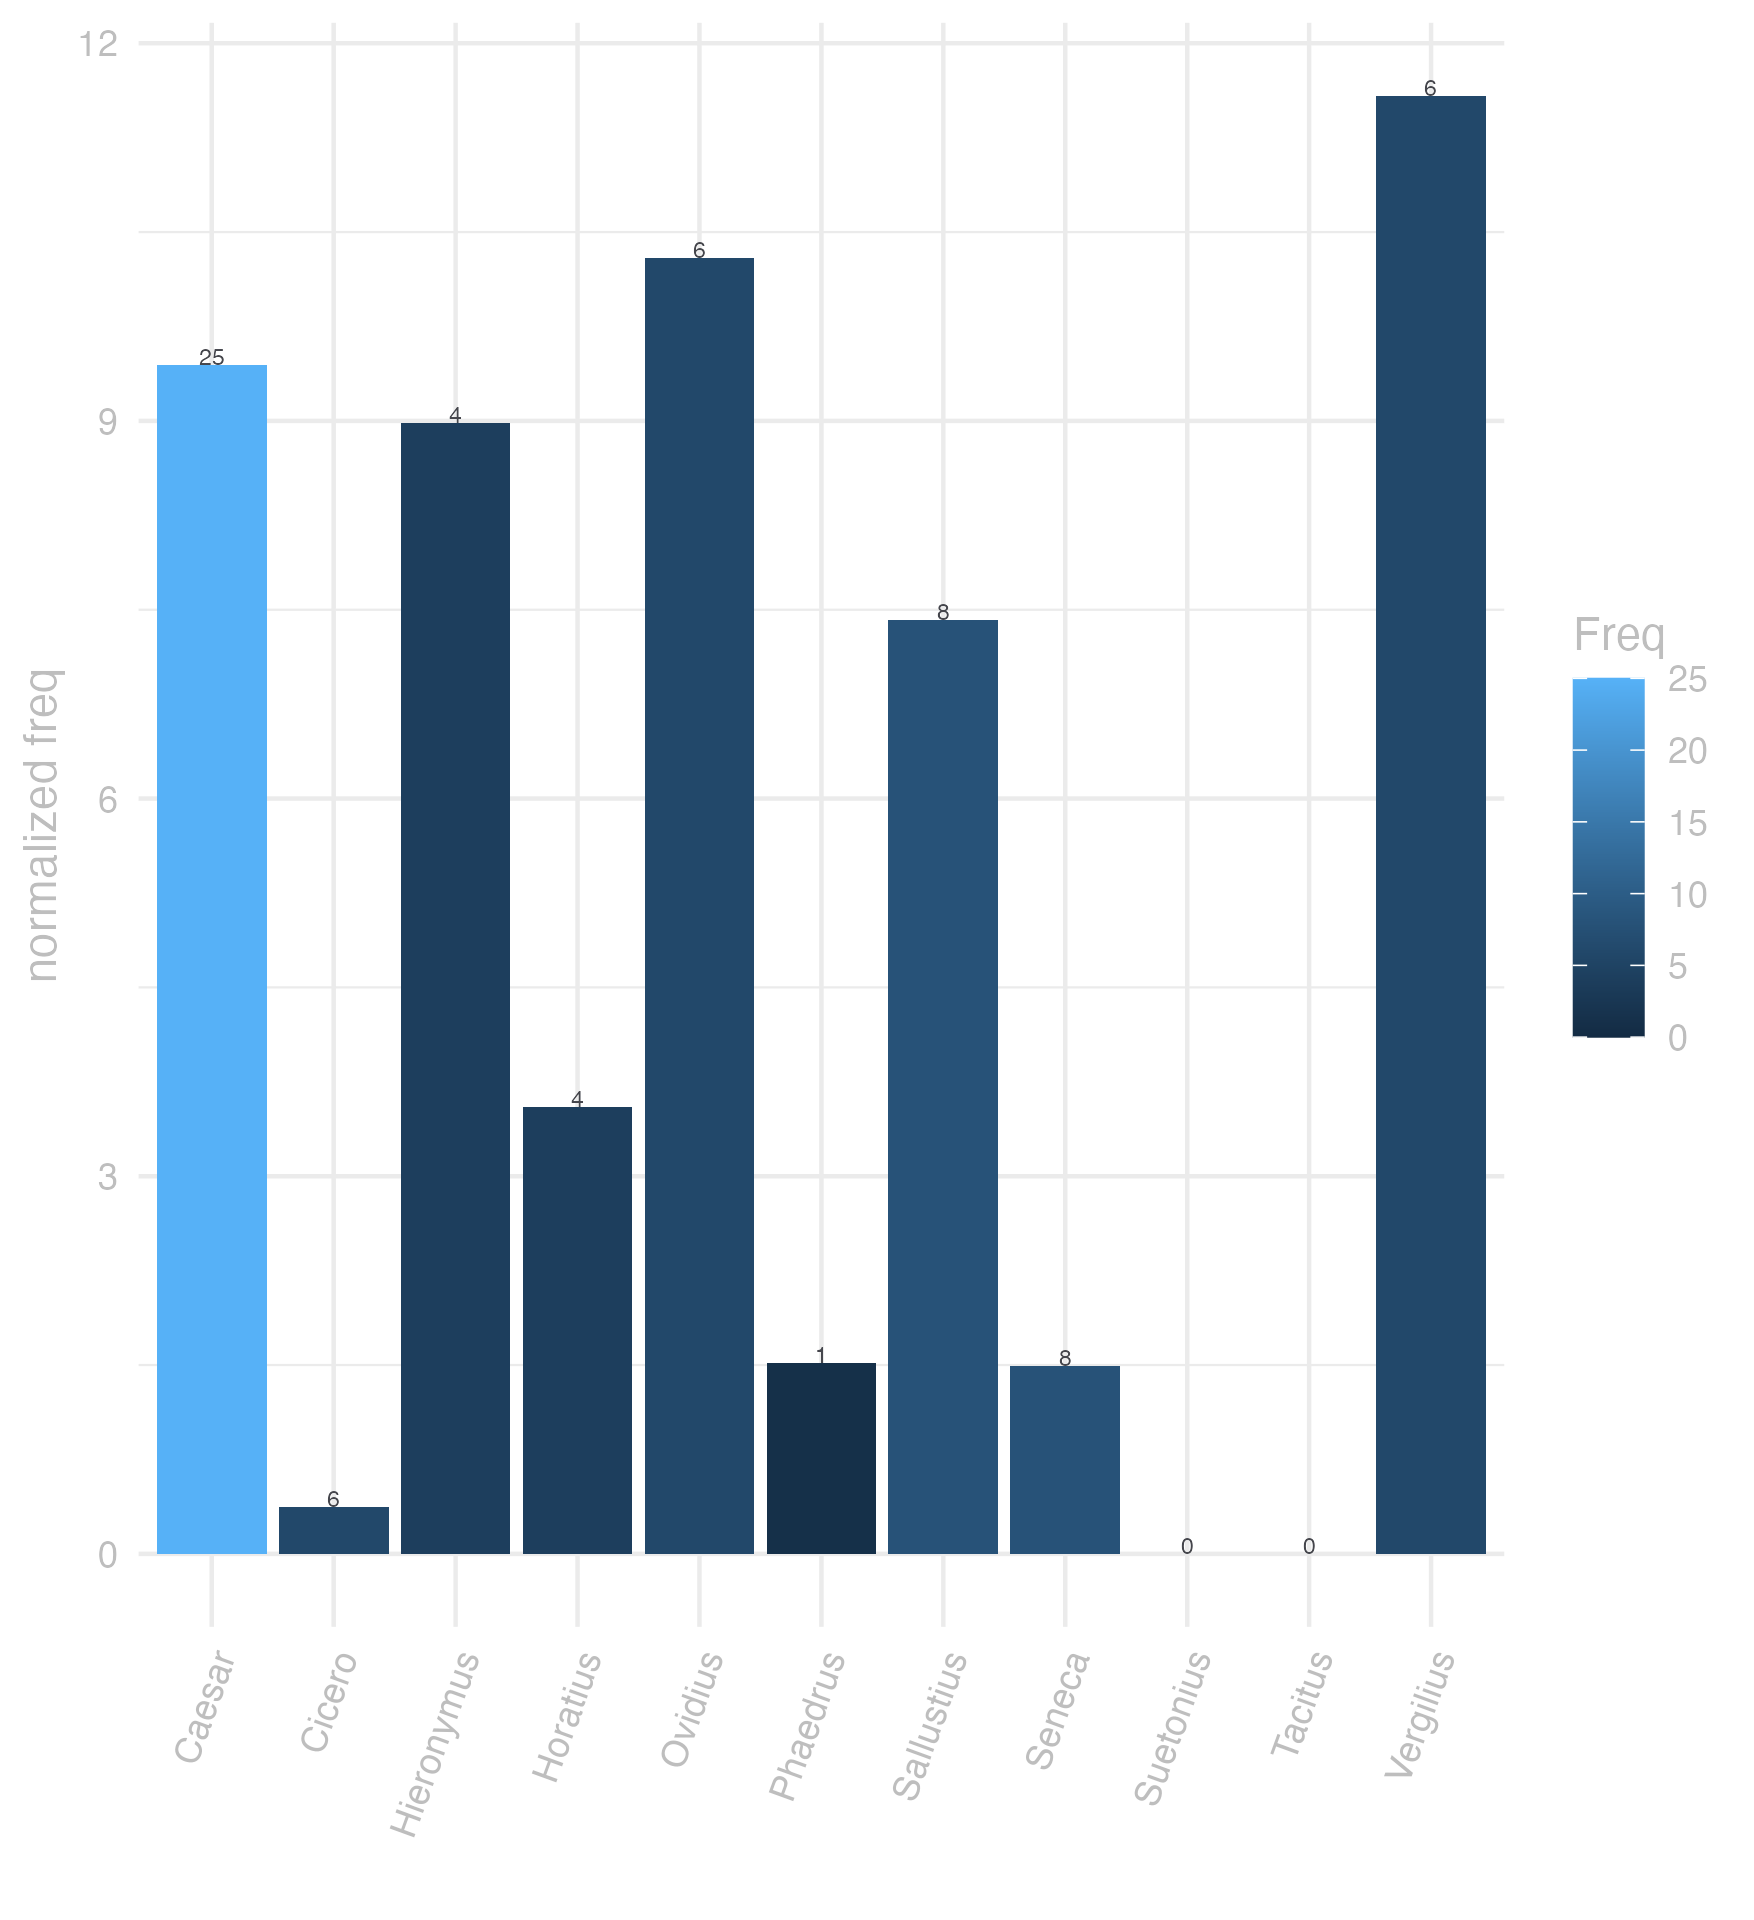 12
9
6
3
0
normalized freq
25
6
4
4
6
1
8
8
0
0
6
Caesar
Cicero
Hieronymus
Horatius
Ovidius
Phaedrus
Sallustius
Seneca
Suetonius
Tacitus
Vergilius
Freq
25
20
15
10
5
0